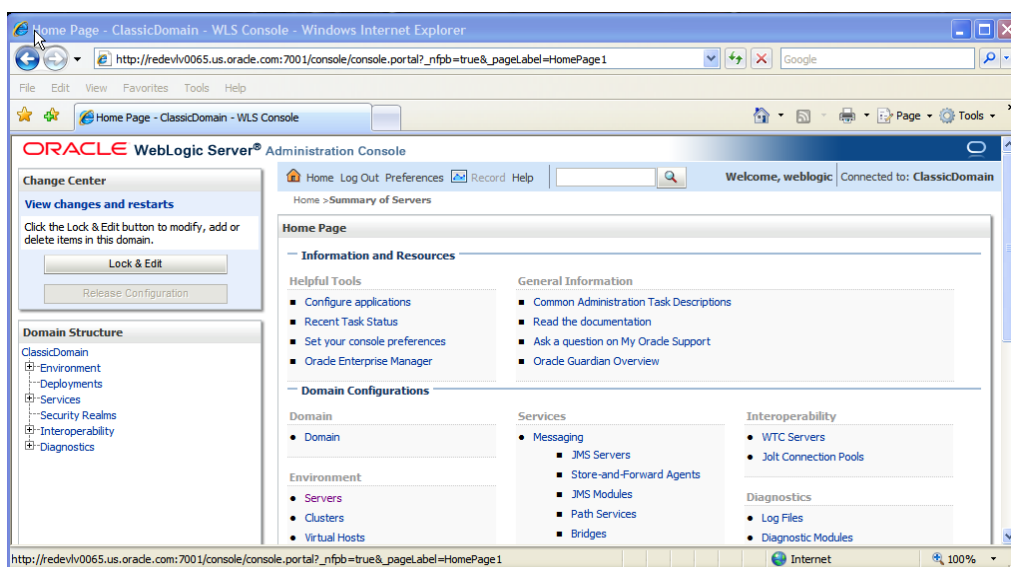 Home Page - ClassicDomain - WLS Console - Windows Internet Explorer
http://redevlv0065.us.oracle.com:7001/console/console.portal?_nfpb=true&_pageLabel=HomePage1
Google
File Edit View Favorites Tools Help
Home Page - ClassicDomain - WLS Console
Page Tools
ORACLE WebLogic Server® Administration Console
Change Center
View changes and restarts
Click the Lock & Edit button to modify, add or
delete items in this domain.
Lock & Edit
Release Configuration
Domain Structure
ClassicDomain
Environment
Deployments
Services
Security Realms
Interoperability
Diagnostics
Home Log Out Preferences Record Help
Welcome, weblogic Connected to: ClassicDomain
Home >Summary of Servers
Home Page
Information and Resources
Helpful Tools
Configure applications
Recent Task Status
Set your console preferences
Oracle Enterprise Manager
General Information
Common Administration Task Descriptions
Read the documentation
Ask a question on My Oracle Support
Oracle Guardian Overview
Domain Configurations
Domain
Domain
Environment
Servers
Clusters
Virtual Hosts
Services
Messaging
JMS Servers
Store-and-Forward Agents
JMS Modules
Path Services
Bridges
Interoperability
WTC Servers
Jolt Connection Pools
Diagnostics
Log Files
Diagnostic Modules
http://redevlv0065.us.oracle.com:7001/console/console.portal?_nfpb=true&_pageLabel=HomePage1
Internet
100%